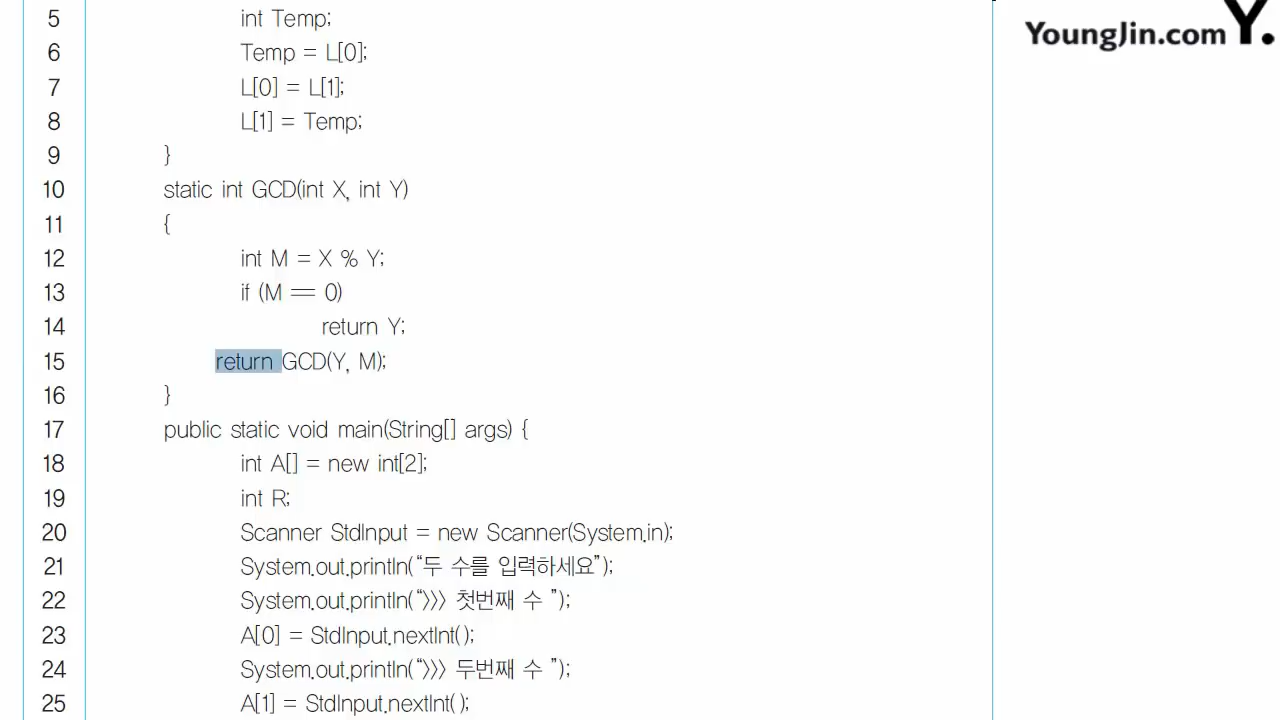 YoungJin.com Y.
5 int Temp;
6 Temp = L[0];
7 L[0] = L[1];
8 L[1] = Temp;
9 }
10 static int GCD(int X, int Y)
11 {
12 int M = X % Y;
13 if (M == 0)
14 return Y;
15 return GCD(Y, M);
16 }
17 public static void main(String[] args) {
18 int A[] = new int[2];
19 int R;
20 Scanner StdInput = new Scanner(System.in);
21 System.out.println(“두 수를 입력하세요”);
22 System.out.println(“>>> 첫번째 수 ”);
23 A[0] = StdInput.nextInt();
24 System.out.println(“>>> 두번째 수 ”);
25 A[1] = StdInput.nextInt();